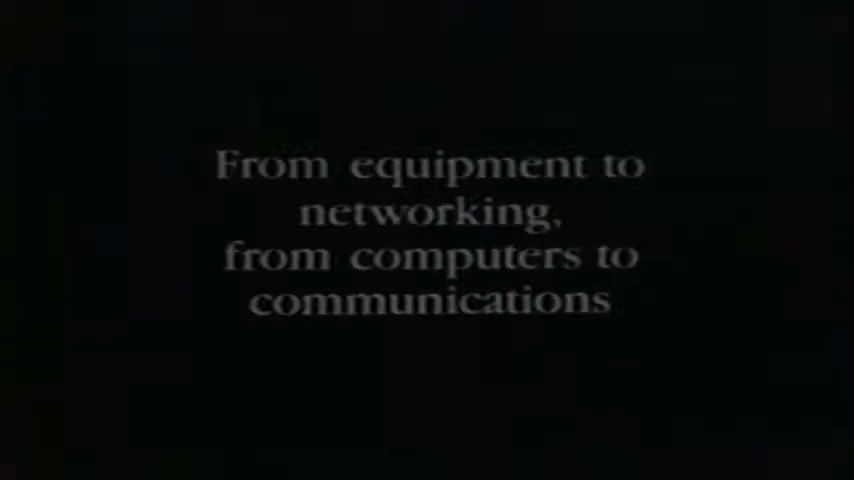 From equipment to
networking,
from computers to
communications